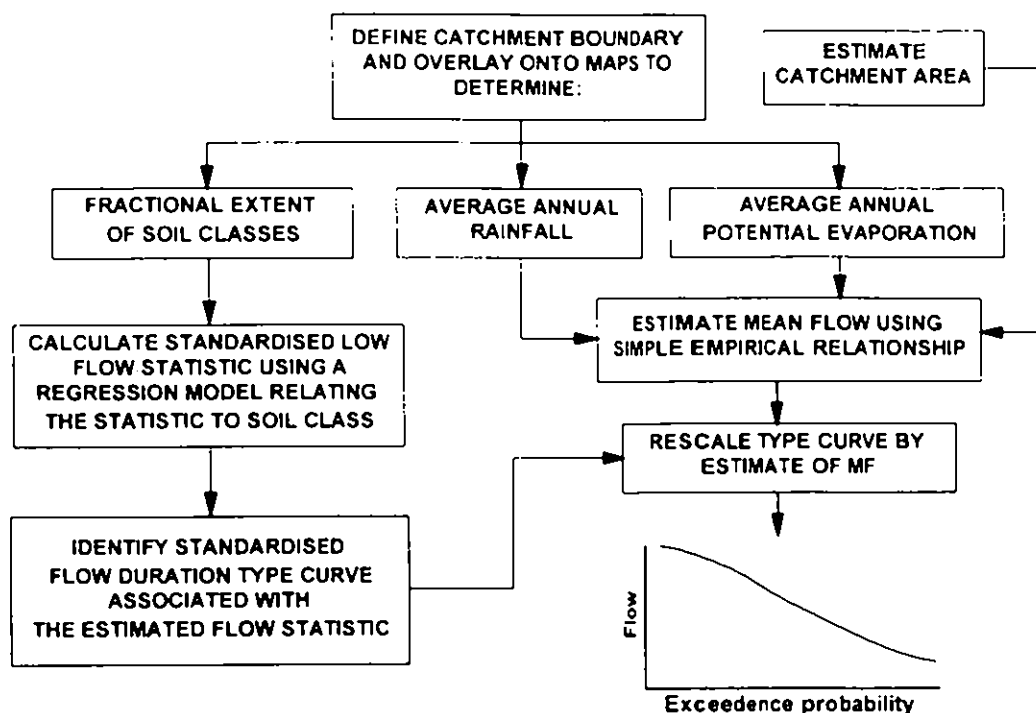 DEFINE CATCHMENT BOUNDARY
AND OVERLAY ONTO MAPS TO
DETERMINE:
ESTIMATE
CATCHMENT AREA
FRACTIONAL EXTENT
OF SOIL CLASSES
AVERAGE ANNUAL
RAINFALL
AVERAGE ANNUAL
POTENTIAL EVAPORATION
CALCULATE STANDARDISED LOW
FLOW STATISTIC USING A
REGRESSION MODEL RELATING
THE STATISTIC TO SOIL CLASS
ESTIMATE MEAN FLOW USING
SIMPLE EMPIRICAL RELATIONSHIP
RESCALE TYPE CURVE BY
ESTIMATE OF MF
IDENTIFY STANDARDISED
FLOW DURATION TYPE CURVE
ASSOCIATED WITH
THE ESTIMATED FLOW STATISTIC
Flow
Exceedence probability